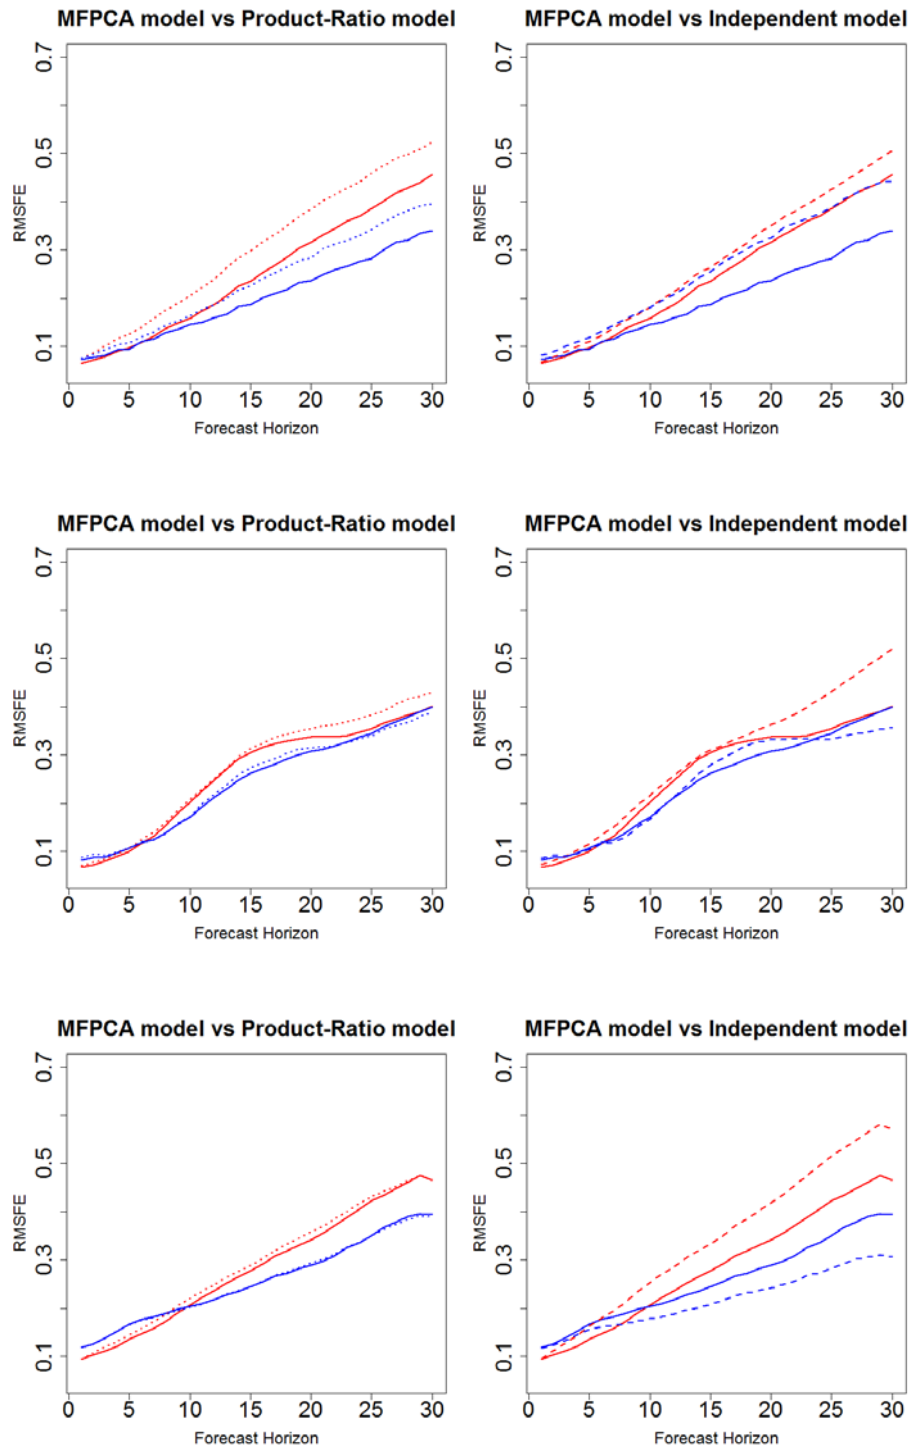 MFPCA model vs Product-Ratio model
RMSFE
0.1 0.3 0.5 0.7
0 5 10 15 20 25 30
Forecast Horizon
MFPCA model vs Independent model
RMSFE
0.1 0.3 0.5 0.7
0 5 10 15 20 25 30
Forecast Horizon
MFPCA model vs Product-Ratio model
RMSFE
0.1 0.3 0.5 0.7
0 5 10 15 20 25 30
Forecast Horizon
MFPCA model vs Independent model
RMSFE
0.1 0.3 0.5 0.7
0 5 10 15 20 25 30
Forecast Horizon
MFPCA model vs Product-Ratio model
RMSFE
0.1 0.3 0.5 0.7
0 5 10 15 20 25 30
Forecast Horizon
MFPCA model vs Independent model
RMSFE
0.1 0.3 0.5 0.7
0 5 10 15 20 25 30
Forecast Horizon